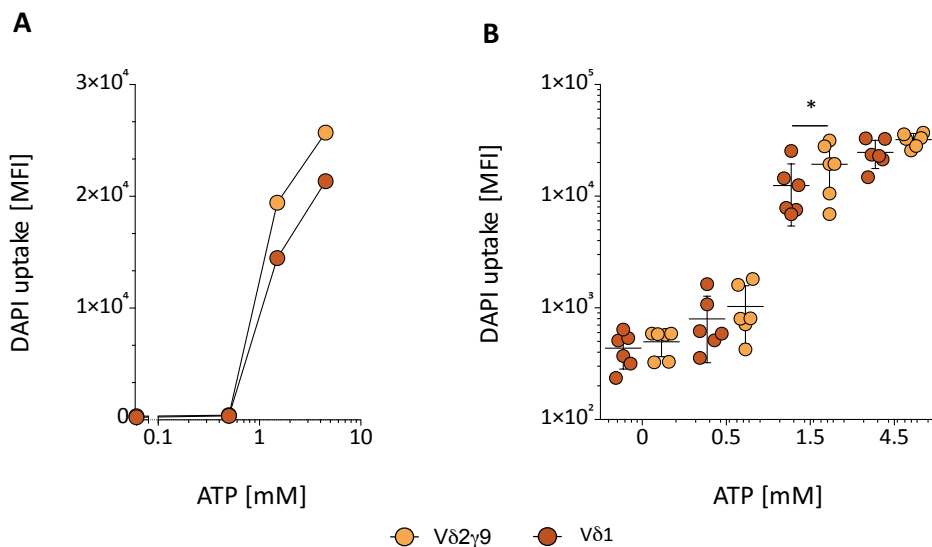 A
B
3×10⁴
2×10⁴
1×10⁴
0
0.1
1
10
DAPI uptake [MFI]
ATP [mM]
1×10⁵
1×10⁴
1×10³
1×10²
*
0
0.5
1.5
4.5
DAPI uptake [MFI]
ATP [mM]
Vδ2γ9
Vδ1